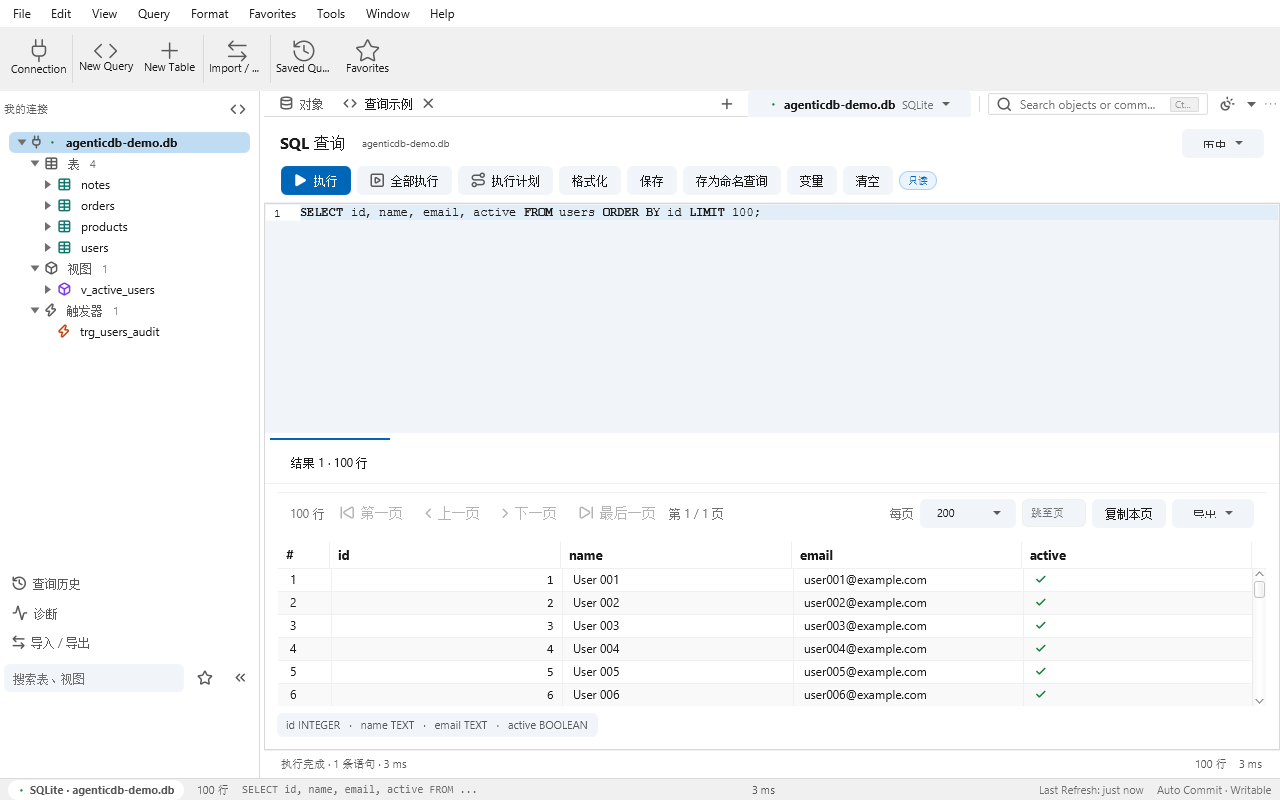 File Edit View Query Format Favorites Tools Window Help
Connection New Query New Table Import / ... Saved Qu... Favorites
我的连接
agenticdb-demo.db
表 4
notes
orders
products
users
视图 1
v_active_users
触发器 1
trg_users_audit
查询历史
诊断
导入 / 导出
搜索表、视图
对象 查询示例
agenticdb-demo.db SQLite
Search objects or comm... Ct...
SQL 查询 agenticdb-demo.db
历史
执行 全部执行 执行计划 格式化 保存 存为命名查询 变量 清空 只读
1 SELECT id, name, email, active FROM users ORDER BY id LIMIT 100;
结果 1 · 100 行
100 行 第一页 上一页 下一页 最后一页 第 1 / 1 页 每页 200 跳至页 复制本页 导出
# id name email active
1 1 User 001 user001@example.com
2 2 User 002 user002@example.com
3 3 User 003 user003@example.com
4 4 User 004 user004@example.com
5 5 User 005 user005@example.com
6 6 User 006 user006@example.com
id INTEGER · name TEXT · email TEXT · active BOOLEAN
执行完成 · 1 条语句 · 3 ms 100 行 3 ms
SQLite · agenticdb-demo.db 100 行 SELECT id, name, email, active FROM ... 3 ms Last Refresh: just now Auto Commit · Writable